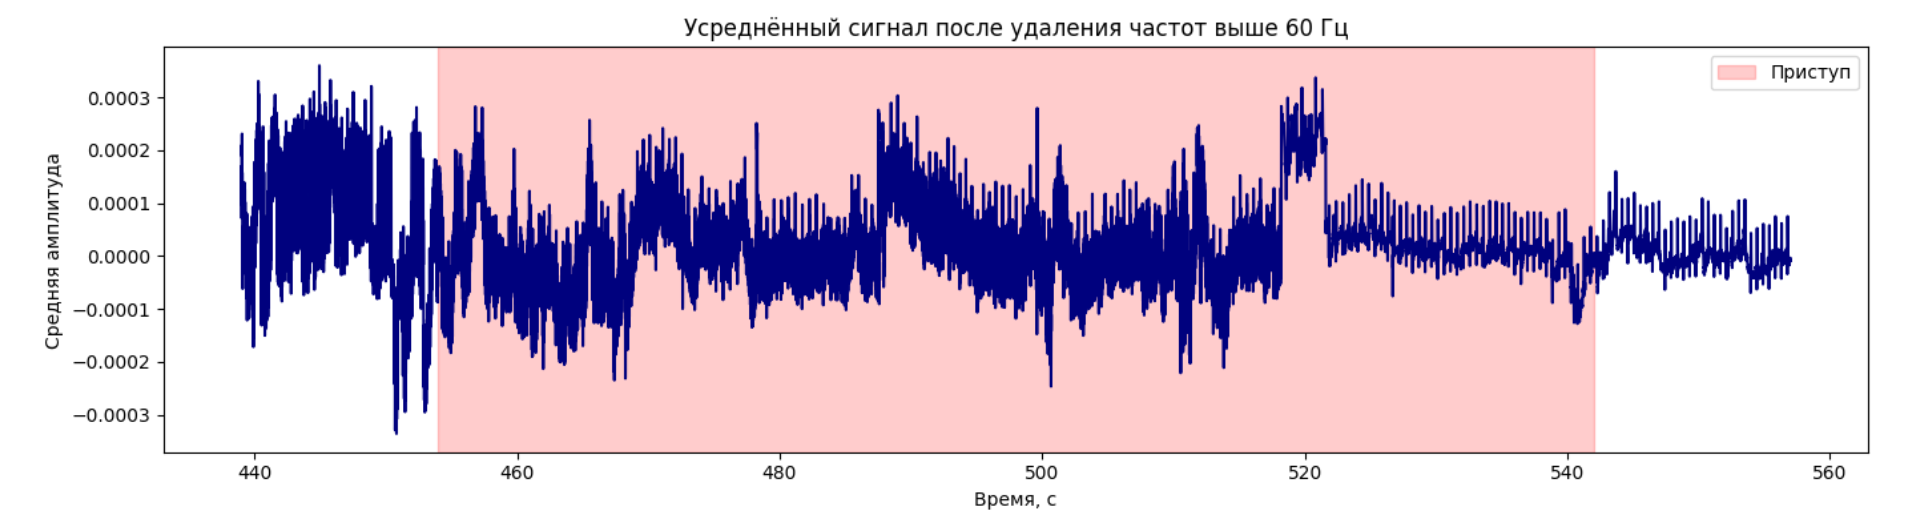 Усреднённый сигнал после удаления частот выше 60 Гц
Приступ
0.0003
0.0002
0.0001
0.0000
−0.0001
−0.0002
−0.0003
Средняя амплитуда
440 460 480 500 520 540 560
Время, с